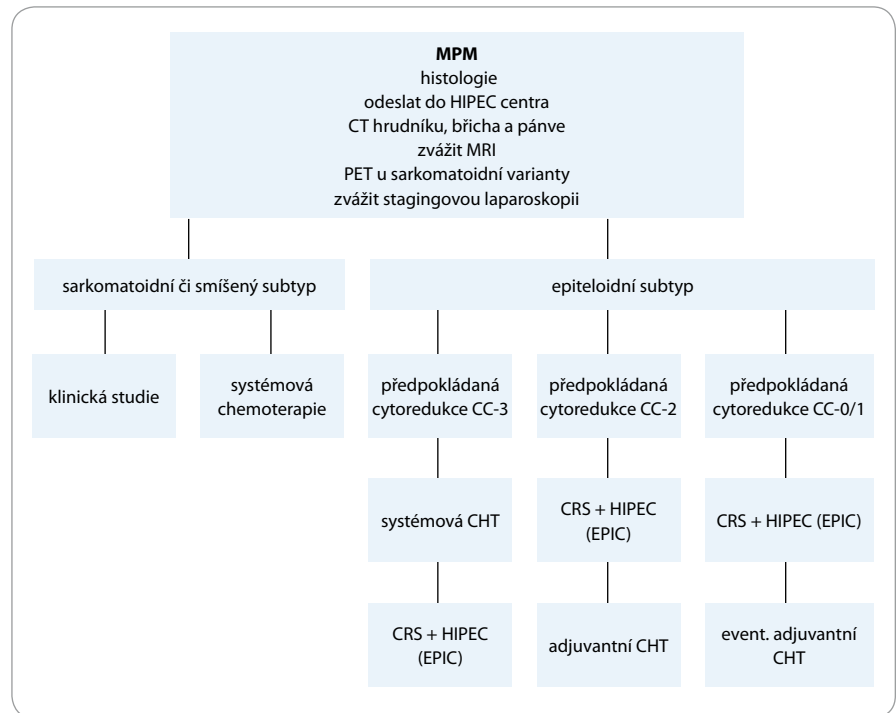 MPM
histologie
odeslat do HIPEC centra
CT hrudníku, břicha a pánve
zvážit MRI
PET u sarkomatoidní varianty
zvážit stagingovou laparoskopii
sarkomatoidní či smíšený subtyp
epiteloidní subtyp
klinická studie
systémová
chemoterapie
předpokládaná
cytoredukce CC-3
předpokládaná
cytoredukce CC-2
předpokládaná
cytoredukce CC-0/1
systémová CHT
CRS + HIPEC
(EPIC)
CRS + HIPEC (EPIC)
CRS + HIPEC
(EPIC)
adjuvantní CHT
event. adjuvantní
CHT